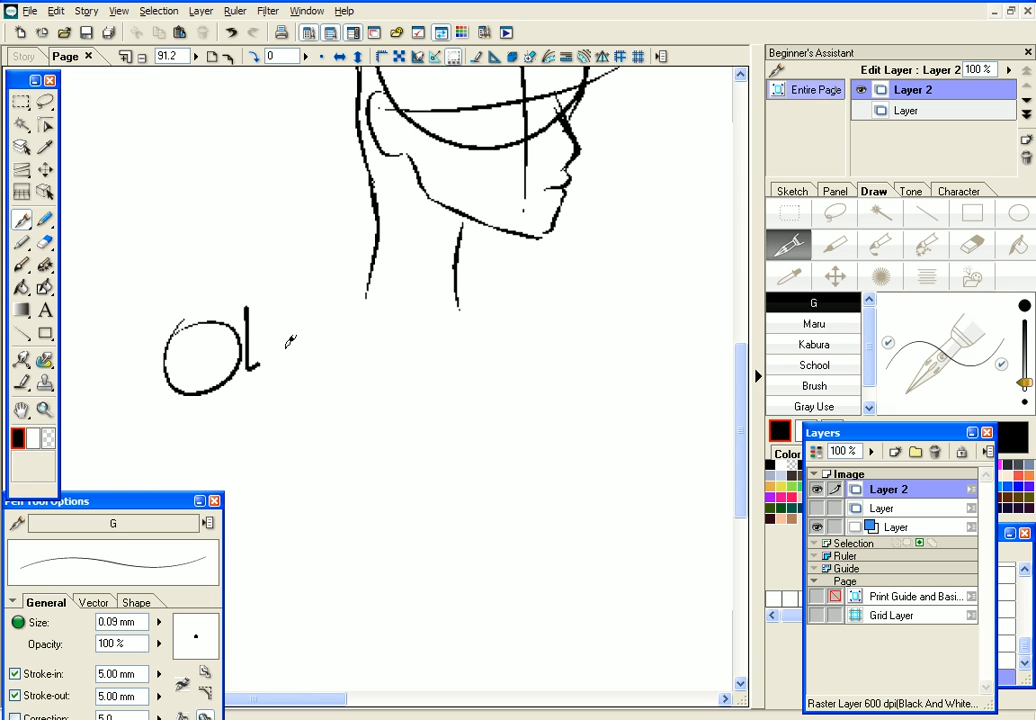 File Edit Story View Selection Layer Ruler Filter Window Help
Story Page 91.2 0
Beginner's Assistant
Edit Layer : Layer 2 100 %
Entire Page Layer 2
Layer
Sketch Panel Draw Tone Character
G
Maru
Kabura
School
Brush
Gray Use
Layers
100 %
Image
Layer 2
Layer
Layer
Selection
Ruler
Guide
Page
Print Guide and Basi...
Grid Layer
Raster Layer 600 dpi(Black And White...
a
Pen Tool Options
G
General Vector Shape
Size: 0.09 mm
Opacity: 100 %
Stroke-in: 5.00 mm
Stroke-out: 5.00 mm
Correction: 5.0